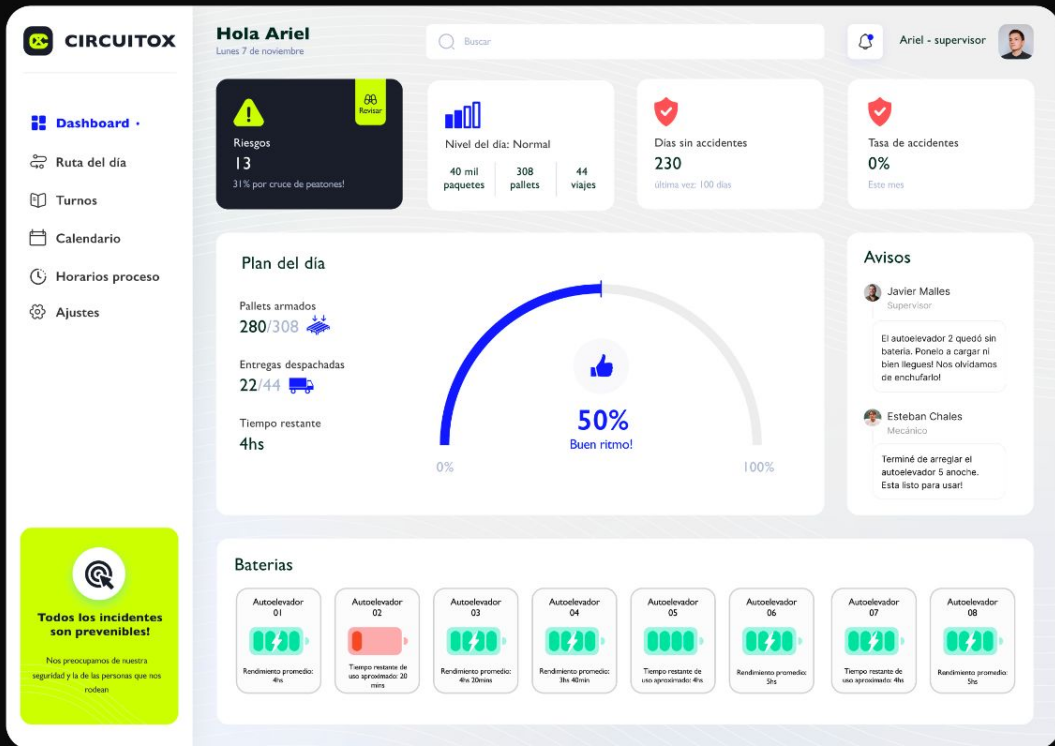 CIRCUITOX
Dashboard
Ruta del día
Turnos
Calendario
Horarios proceso
Ajustes
Todos los incidentes
son prevenibles!
Nos preocupamos de nuestra
seguridad y la de las personas que nos
rodean
Hola Ariel
Lunes 7 de noviembre
Buscar
Ariel - supervisor
Revisar
Riesgos
13
31% por cruce de peatones!
Nivel del día: Normal
40 mil
paquetes
308
pallets
44
viajes
Días sin accidentes
230
última vez: 100 días
Tasa de accidentes
0%
Este mes
Plan del día
Pallets armados
280/308
Entregas despachadas
22/44
Tiempo restante
4hs
50%
Buen ritmo!
0%
100%
Avisos
Javier Malles
Supervisor
El autoelevador 2 quedó sin
bateria. Ponelo a cargar ni
bien llegues! Nos olvidamos
de enchufarlo!
Esteban Chales
Mecánico
Terminé de arreglar el
autoelevador 5 anoche.
Esta listo para usar!
Baterias
Autoelevador
01
Rendimiento promedio:
4hs
Autoelevador
02
Tiempo restante de
uso aproximado: 20
mins
Autoelevador
03
Rendimiento promedio:
4hs 20mins
Autoelevador
04
Rendimiento promedio:
3hs 40min
Autoelevador
05
Tiempo restante de
uso aproximado: 4hs
Autoelevador
06
Rendimiento promedio:
5hs
Autoelevador
07
Tiempo restante de
uso aproximado: 4hs
Autoelevador
08
Rendimiento promedio:
5hs